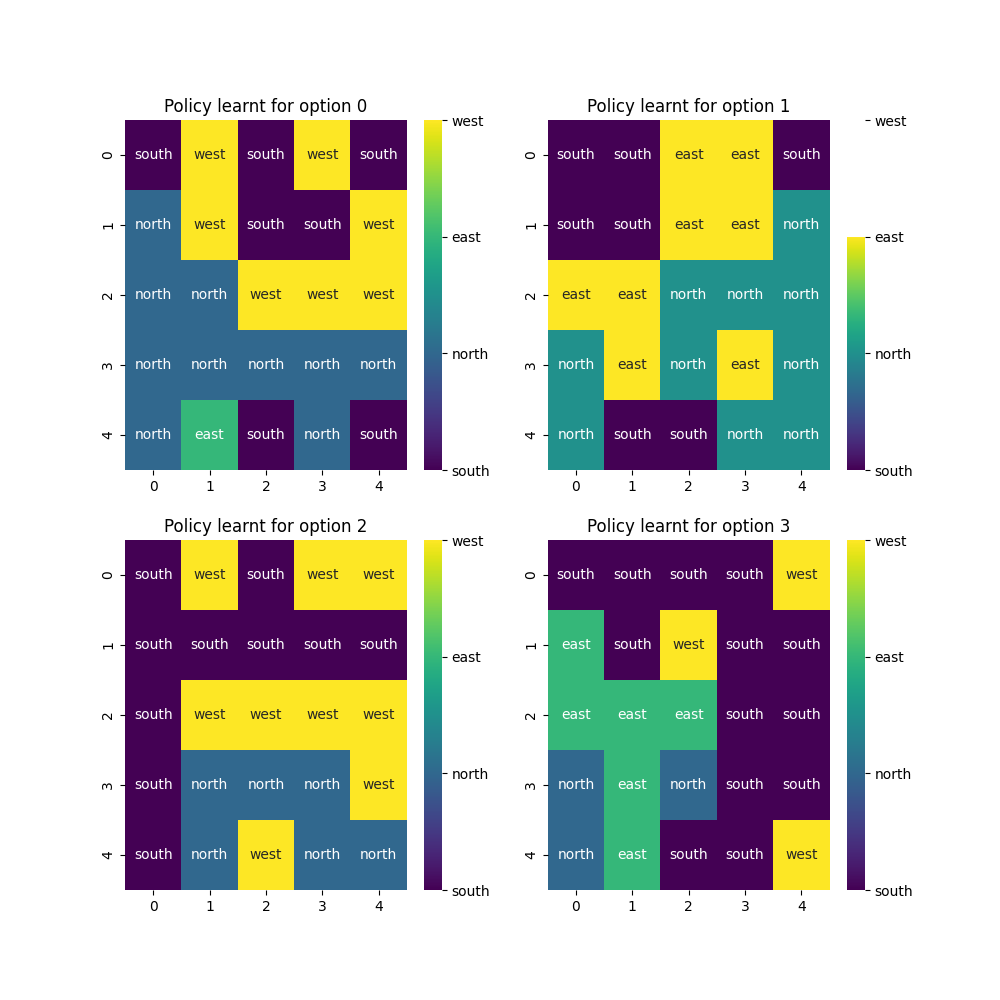 Policy learnt for option 0
0 south west south west south
1 north west south south west
2 north north west west west
3 north north north north north
4 north east south north south
0 1 2 3 4
west
east
north
south
Policy learnt for option 1
0 south south east east south
1 south south east east north
2 east east north north north
3 north east north east north
4 north south south north north
0 1 2 3 4
west
east
north
south
Policy learnt for option 2
0 south west south west west
1 south south south south south
2 south west west west west
3 south north north north west
4 south north west north north
0 1 2 3 4
west
east
north
south
Policy learnt for option 3
0 south south south south west
1 east south west south south
2 east east east south south
3 north east north south south
4 north east south south west
0 1 2 3 4
west
east
north
south